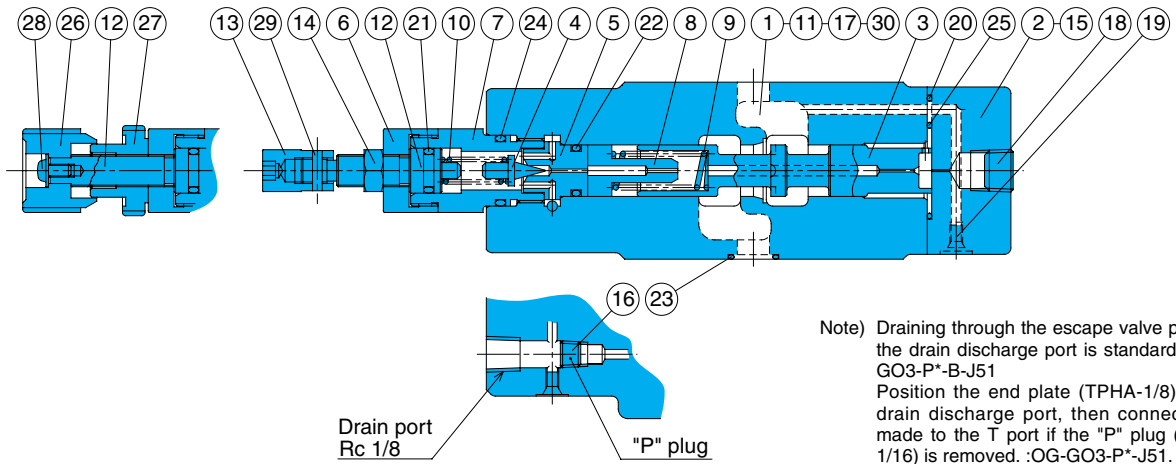 28 26 12 27 13 29 14 6 12 21 10 7 24 4 5 22 8 9 1 11 17 30 3 20 25 2 15 18 19
16 23
Drain port
Rc 1/8
"P" plug
Note) Draining through the escape valve p
the drain discharge port is standard
GO3-P*-B-J51
Position the end plate (TPHA-1/8)
drain discharge port, then connec
made to the T port if the "P" plug (
1/16) is removed. :OG-GO3-P*-J51.